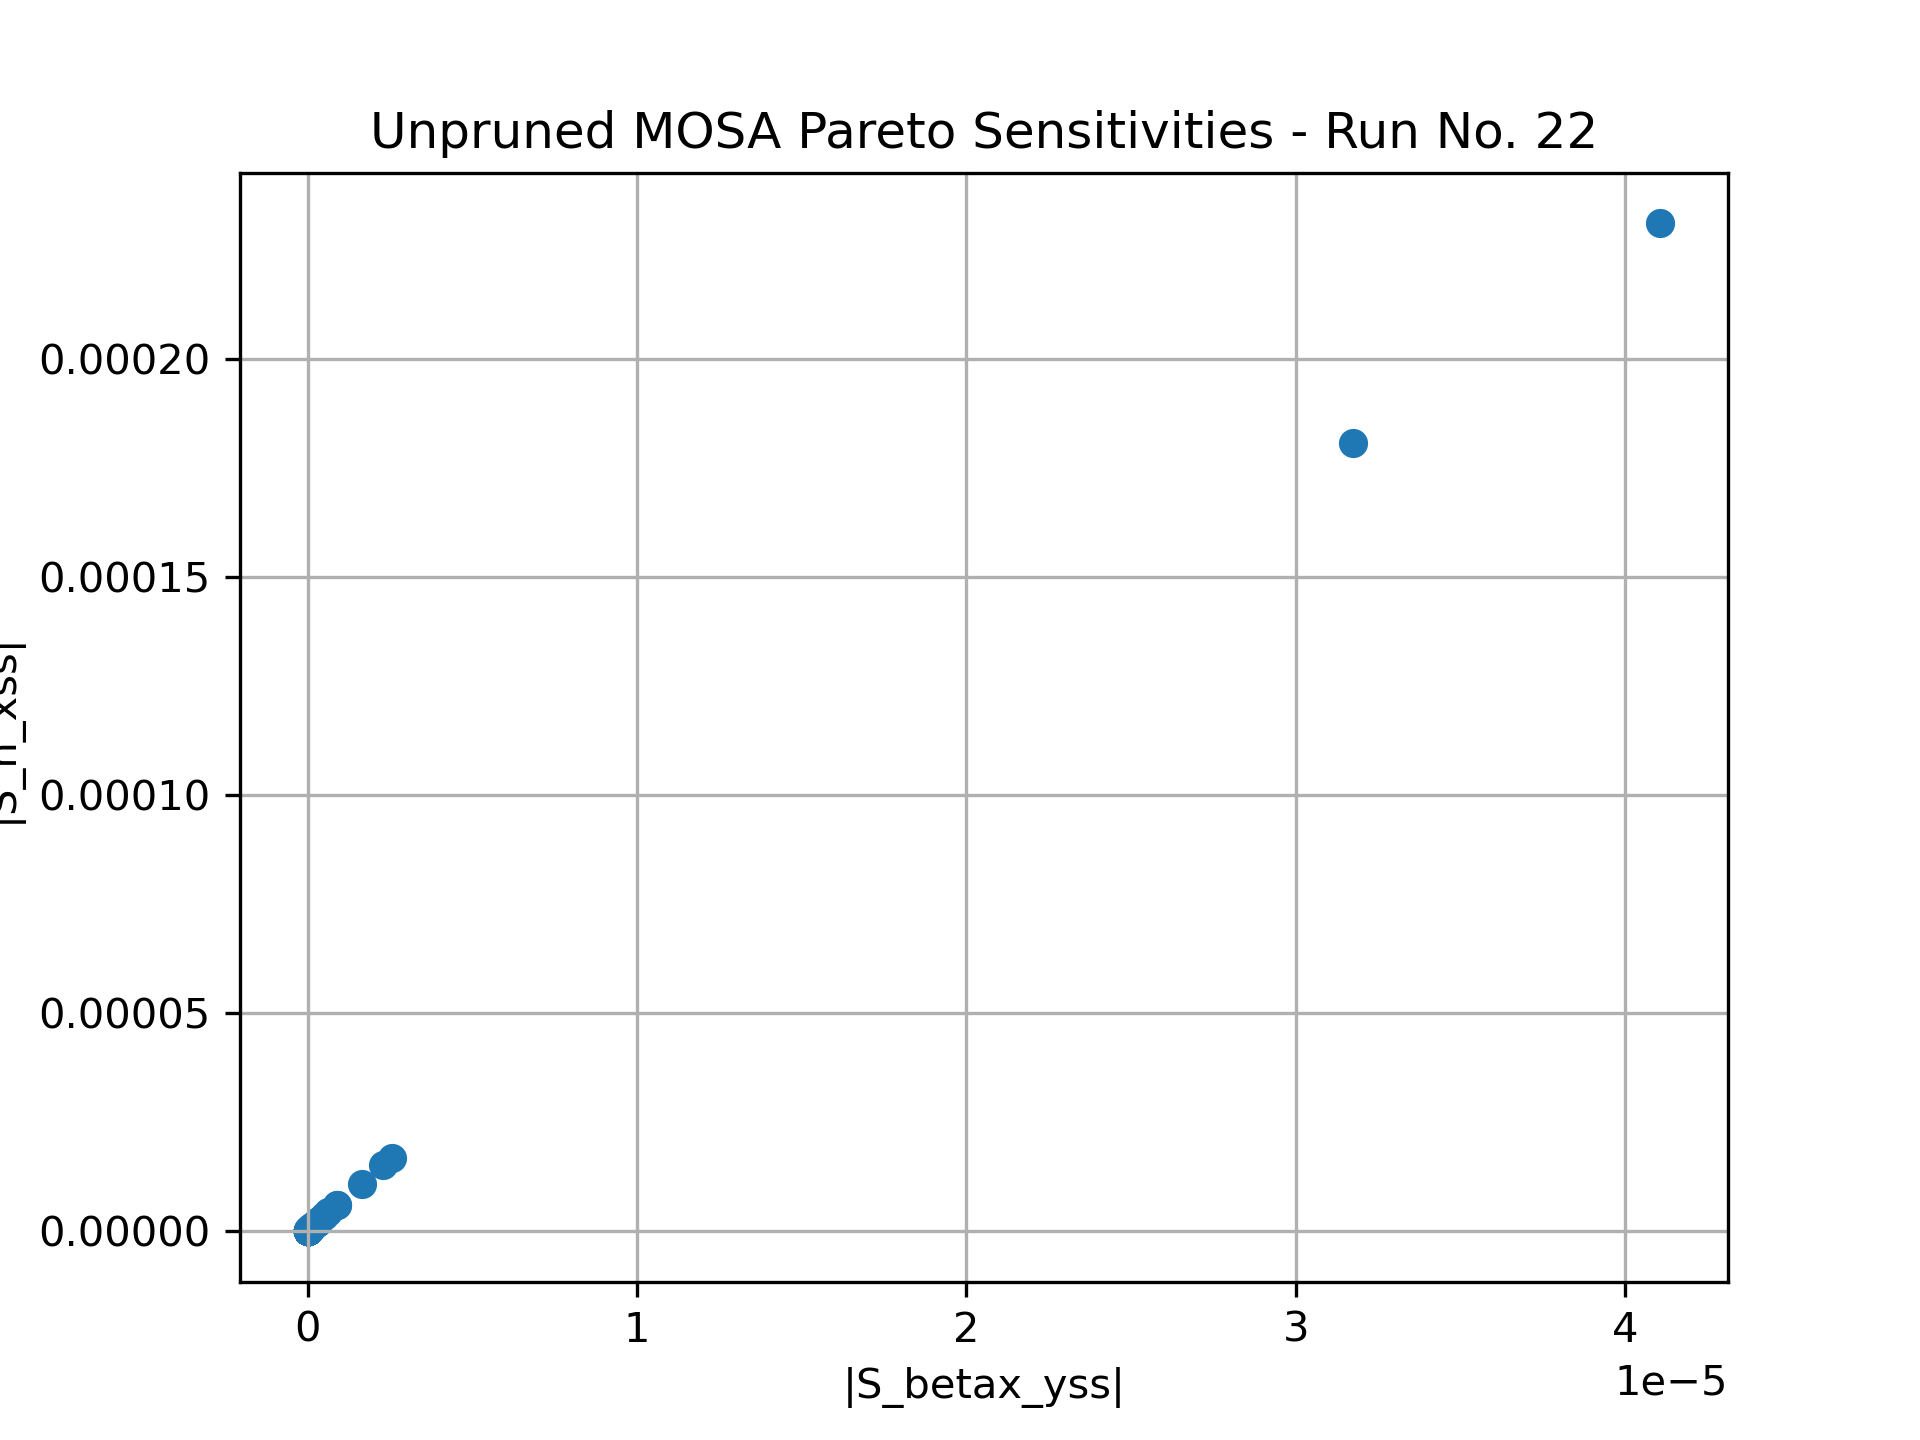 Unpruned MOSA Pareto Sensitivities - Run No. 22
0.00020
0.00015
0.00010
0.00005
0.00000
|S_n_xss|
0
1
2
3
4
1e−5
|S_betax_yss|